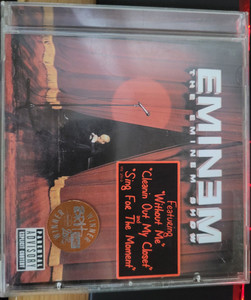 EMINEM
THE EMINEM SHOW
Featuring
"Without Me"
"Cleanin Out My Closet"
and
"Sing For The Moment"
PARENTAL
ADVISORY
EXPLICIT CONTENT